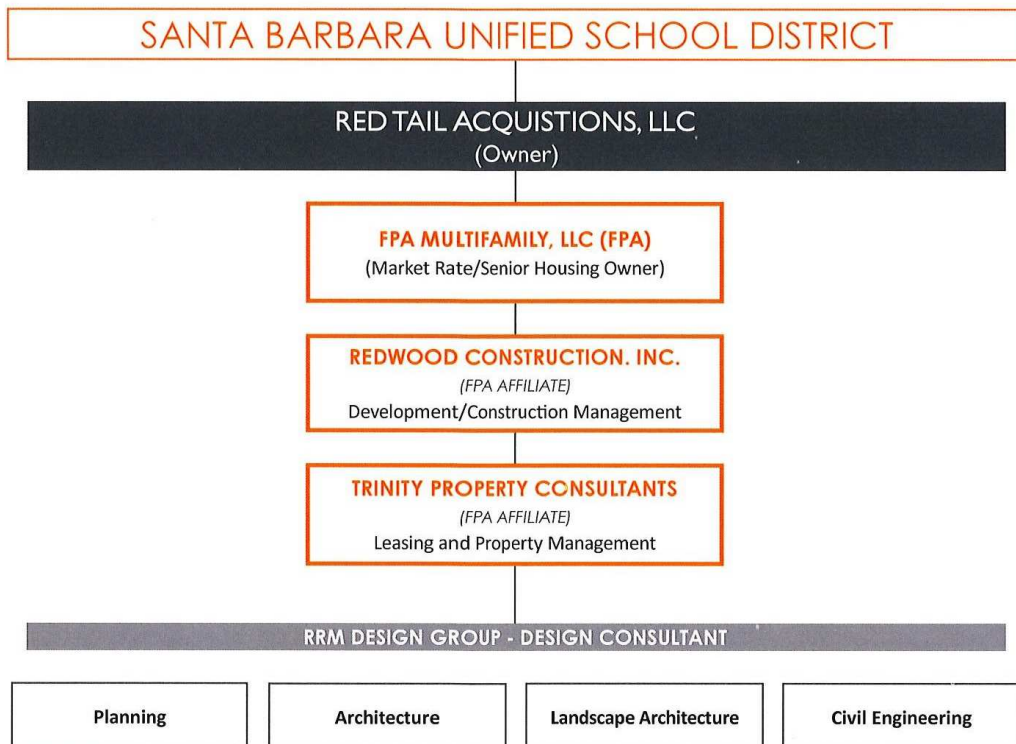 SANTA BARBARA UNIFIED SCHOOL DISTRICT
RED TAIL ACQUISTIONS, LLC
(Owner)
FPA MULTIFAMILY, LLC (FPA)
(Market Rate/Senior Housing Owner)
REDWOOD CONSTRUCTION. INC.
(FPA AFFILIATE)
Development/Construction Management
TRINITY PROPERTY CONSULTANTS
(FPA AFFILIATE)
Leasing and Property Management
RRM DESIGN GROUP - DESIGN CONSULTANT
Planning
Architecture
Landscape Architecture
Civil Engineering